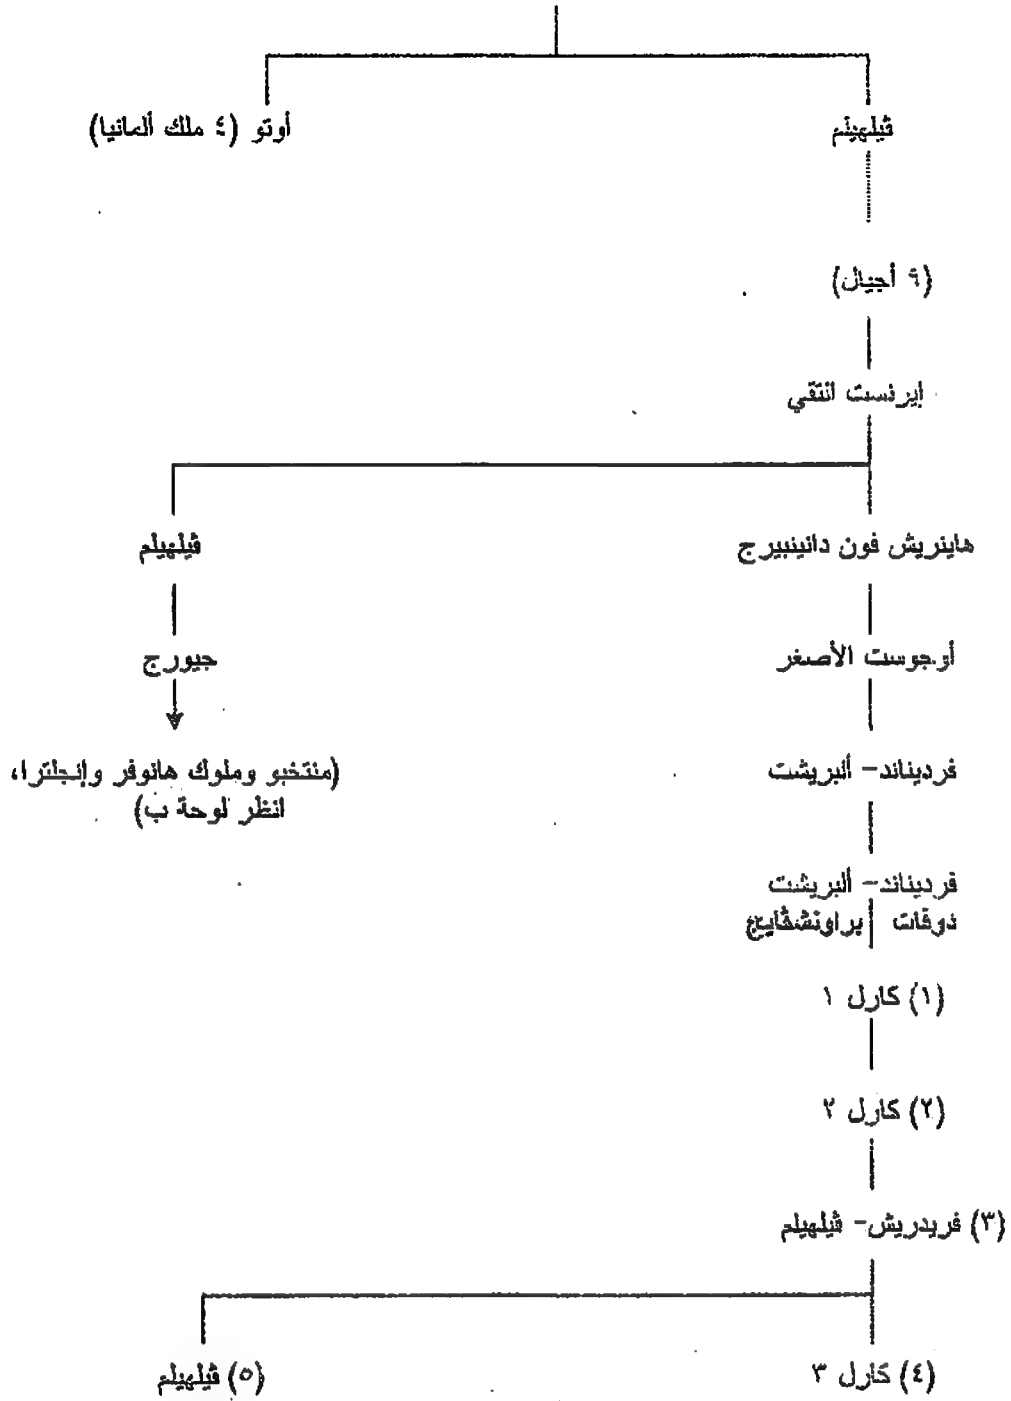 ڤيلهيلم
أوتو (٤ ملك ألمانيا)
(٩ أجيال)
إيرنست التقي
هاينريش فون دانينبيرج
ڤيلهيلم
أوجوست الأصغر
جيورج
فرديناند- ألبريشت
(منتخبو وملوك هانوفر وإنجلترا،
انظر لوحة ب)
فرديناند- ألبريشت
دوقات براونشڤايج
(١) كارل ١
(٢) كارل ٢
(٣) فريدريش- ڤيلهيلم
(٤) كارل ٣
(٥) ڤيلهيلم